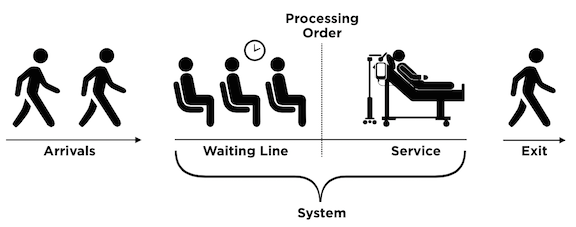 Processing
Order
Arrivals
Waiting Line
Service
Exit
System